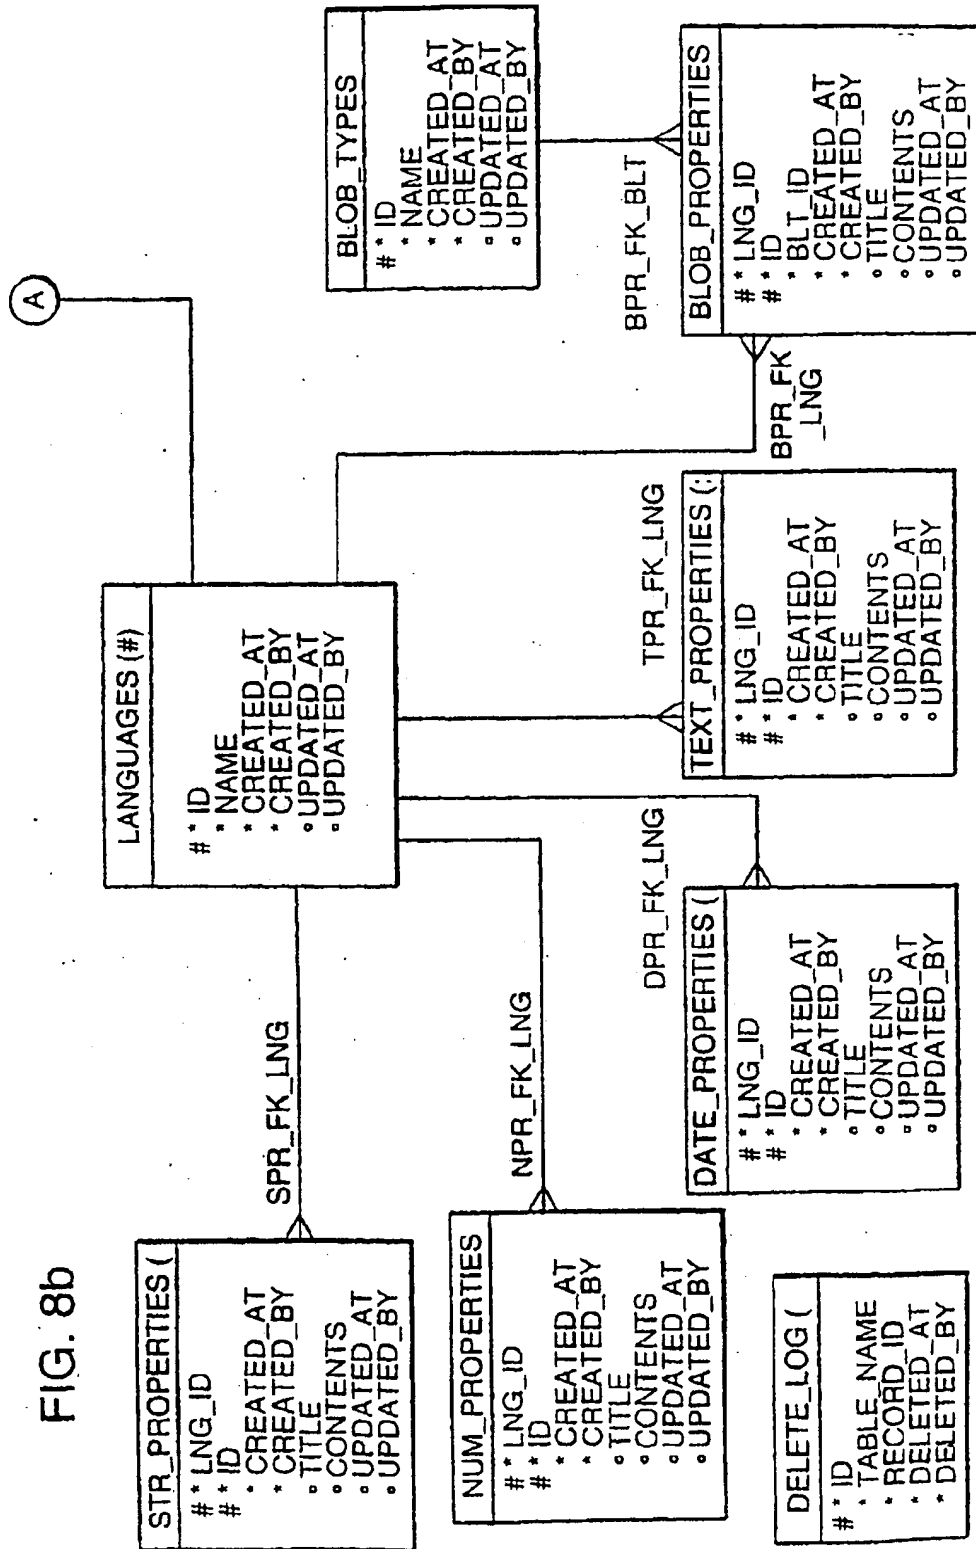 FIG. 8b
STR_PROPERTIES (
#* LNG_ID
#* ID
* CREATED_AT
* CREATED_BY
° TITLE
° CONTENTS
° UPDATED_AT
° UPDATED_BY
SPR_FK_LNG
LANGUAGES (#)
#* ID
* NAME
* CREATED_AT
* CREATED_BY
° UPDATED_AT
° UPDATED_BY
A
NUM_PROPERTIES
#* LNG_ID
#* ID
* CREATED_AT
* CREATED_BY
° TITLE
° CONTENTS
° UPDATED_AT
° UPDATED_BY
NPR_FK_LNG
BLOB_TYPES
#* ID
* NAME
* CREATED_AT
* CREATED_BY
° UPDATED_AT
° UPDATED_BY
DELETE_LOG (
#* ID
* TABLE_NAME
* RECORD_ID
* DELETED_AT
* DELETED_BY
DPR_FK_LNG
DATE_PROPERTIES (
#* LNG_ID
#* ID
* CREATED_AT
* CREATED_BY
° TITLE
° CONTENTS
° UPDATED_AT
° UPDATED_BY
TPR_FK_LNG
TEXT_PROPERTIES (:
#* LNG_ID
#* ID
* CREATED_AT
* CREATED_BY
° TITLE
° CONTENTS
° UPDATED_AT
° UPDATED_BY
BPR_FK
_LNG
BPR_FK_BLT
BLOB_PROPERTIES
#* LNG_ID
#* ID
* BLT_ID
* CREATED_AT
* CREATED_BY
° TITLE
° CONTENTS
° UPDATED_AT
° UPDATED_BY